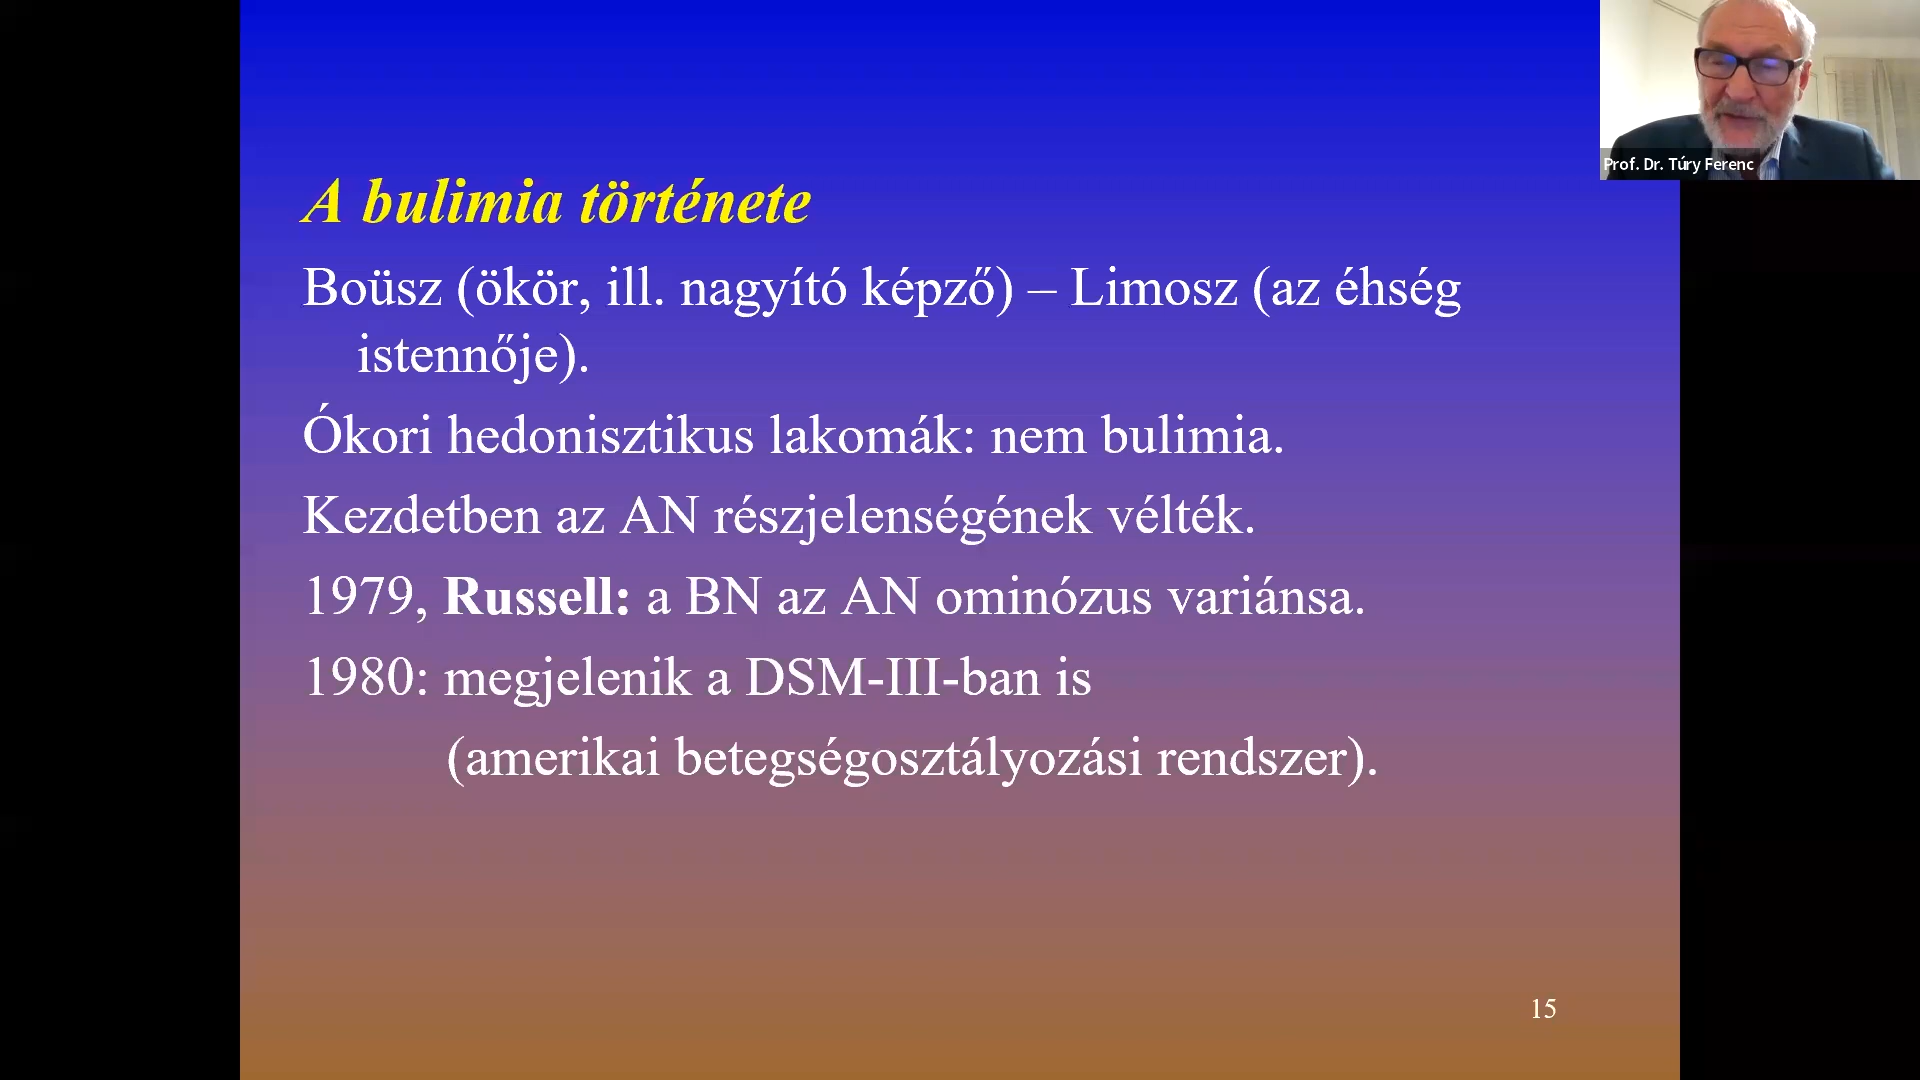 Prof. Dr. Túry Ferenc
A bulimia története
Boüsz (ökör, ill. nagyító képző) – Limosz (az éhség
istennője).
Ókori hedonisztikus lakomák: nem bulimia.
Kezdetben az AN részjelenségének vélték.
1979, Russell: a BN az AN ominózus variánsa.
1980: megjelenik a DSM-III-ban is
(amerikai betegségosztályozási rendszer).
15